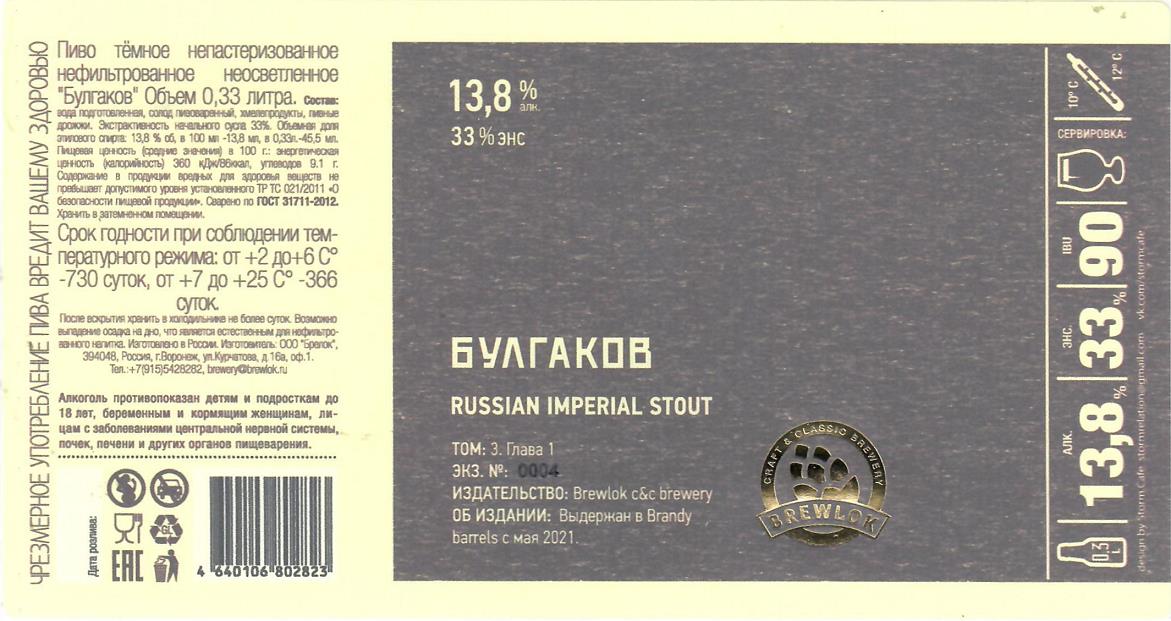 ЧРЕЗМЕРНОЕ УПОТРЕБЛЕНИЕ ПИВА ВРЕДИТ ВАШЕМУ ЗДОРОВЬЮ
Пиво тёмное непастеризованное
нефильтрованное неосветленное
"Булгаков" Объем 0,33 литра. Состав:
вода подготовленная, солод пивоваренный, хмелепродукты, пивные
дрожжи. Экстрактивность начального сусла 33%. Объемная доля
этилового спирта: 13,8 % об, в 100 мл -13,8 мл, в 0,33л.-45,5 мл.
Пищевая ценность (средние значения) в 100 г.: энергетическая
ценность (калорийность) 360 кДж/86ккал, углеводов 9.1 г.
Содержание в продукции вредных для здоровья веществ не
превышает допустимого уровня установленного ТР ТС 021/2011 «О
безопасности пищевой продукции». Сварено по ГОСТ 31711-2012.
Хранить в затемненном помещении.
Срок годности при соблюдении тем-
пературного режима: от +2 до+6 С°
-730 суток, от +7 до +25 С° -366
суток.
После вскрытия хранить в холодильнике не более суток. Возможно
выпадение осадка на дно, что является естественным для нефильтро-
ванного напитка. Изготовлено в России. Изготовитель: ООО "Брелок",
394048, Россия, г.Воронеж, ул.Курчатова, д.16а, оф.1.
Тел.:+7(915)5428282, brewery@brewlok.ru
Алкоголь противопоказан детям и подросткам до
18 лет, беременным и кормящим женщинам, ли-
цам с заболеваниями центральной нервной системы,
почек, печени и других органов пищеварения.
Дата розлива:
GL
EAC
4 640106 802823
13,8 %
алк.
33 % энс
БУЛГАКОВ
RUSSIAN IMPERIAL STOUT
ТОМ: 3. Глава 1
ЭКЗ. №: 0004
ИЗДАТЕЛЬСТВО: Brewlok c&c brewery
ОБ ИЗДАНИИ: Выдержан в Brandy
barrels с мая 2021.
CRAFT & CLASSIC BREWERY
BREWLOK
10° C
12° C
СЕРВИРОВКА:
IBU
90
ЭНС.
33 %
АЛК.
13,8 %
0,3 L
design by Storm Cafe stormrelation@gmail.com vk.com/stormcafe